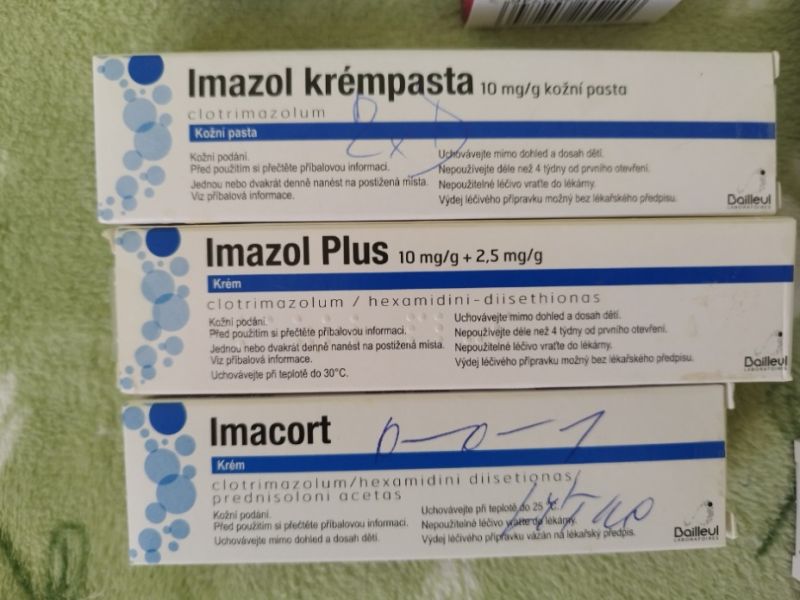 Imazol krémpasta 10 mg/g kožní pasta
clotrimazolum
Kožní pasta
Kožní podání.
Před použitím si přečtěte příbalovou informaci.
Jednou nebo dvakrát denně nanést na postižená místa.
Viz příbalová informace.
Uchovávejte mimo dohled a dosah dětí.
Nepoužívejte déle než 4 týdny od prvního otevření.
Nepoužitelné léčivo vraťte do lékárny.
Výdej léčivého přípravku možný bez lékařského předpisu.
2xD
Bailleul
LABORATOIRES
Imazol Plus 10 mg/g + 2,5 mg/g
Krém
clotrimazolum / hexamidini-diisethionas
Kožní podání.
Před použitím si přečtěte příbalovou informaci.
Jednou nebo dvakrát denně nanést na postižená místa.
Viz příbalová informace.
Uchovávejte při teplotě do 30°C.
Uchovávejte mimo dohled a dosah dětí.
Nepoužívejte déle než 4 týdny od prvního otevření.
Nepoužitelné léčivo vraťte do lékárny.
Výdej léčivého přípravku možný bez lékařského předpisu.
Bailleul
LABORATOIRES
Imacort
0-0-1
Krém
clotrimazolum/hexamidini diisetionas/
prednisoloni acetas
Kožní podání.
Před použitím si přečtěte příbalovou informaci.
Uchovávejte mimo dohled a dosah dětí.
Uchovávejte při teplotě do 25 °C.
Nepoužitelné léčivo vraťte do lékárny.
Výdej léčivého přípravku vázán na lékařský předpis.
Bailleul
LABORATOIRES